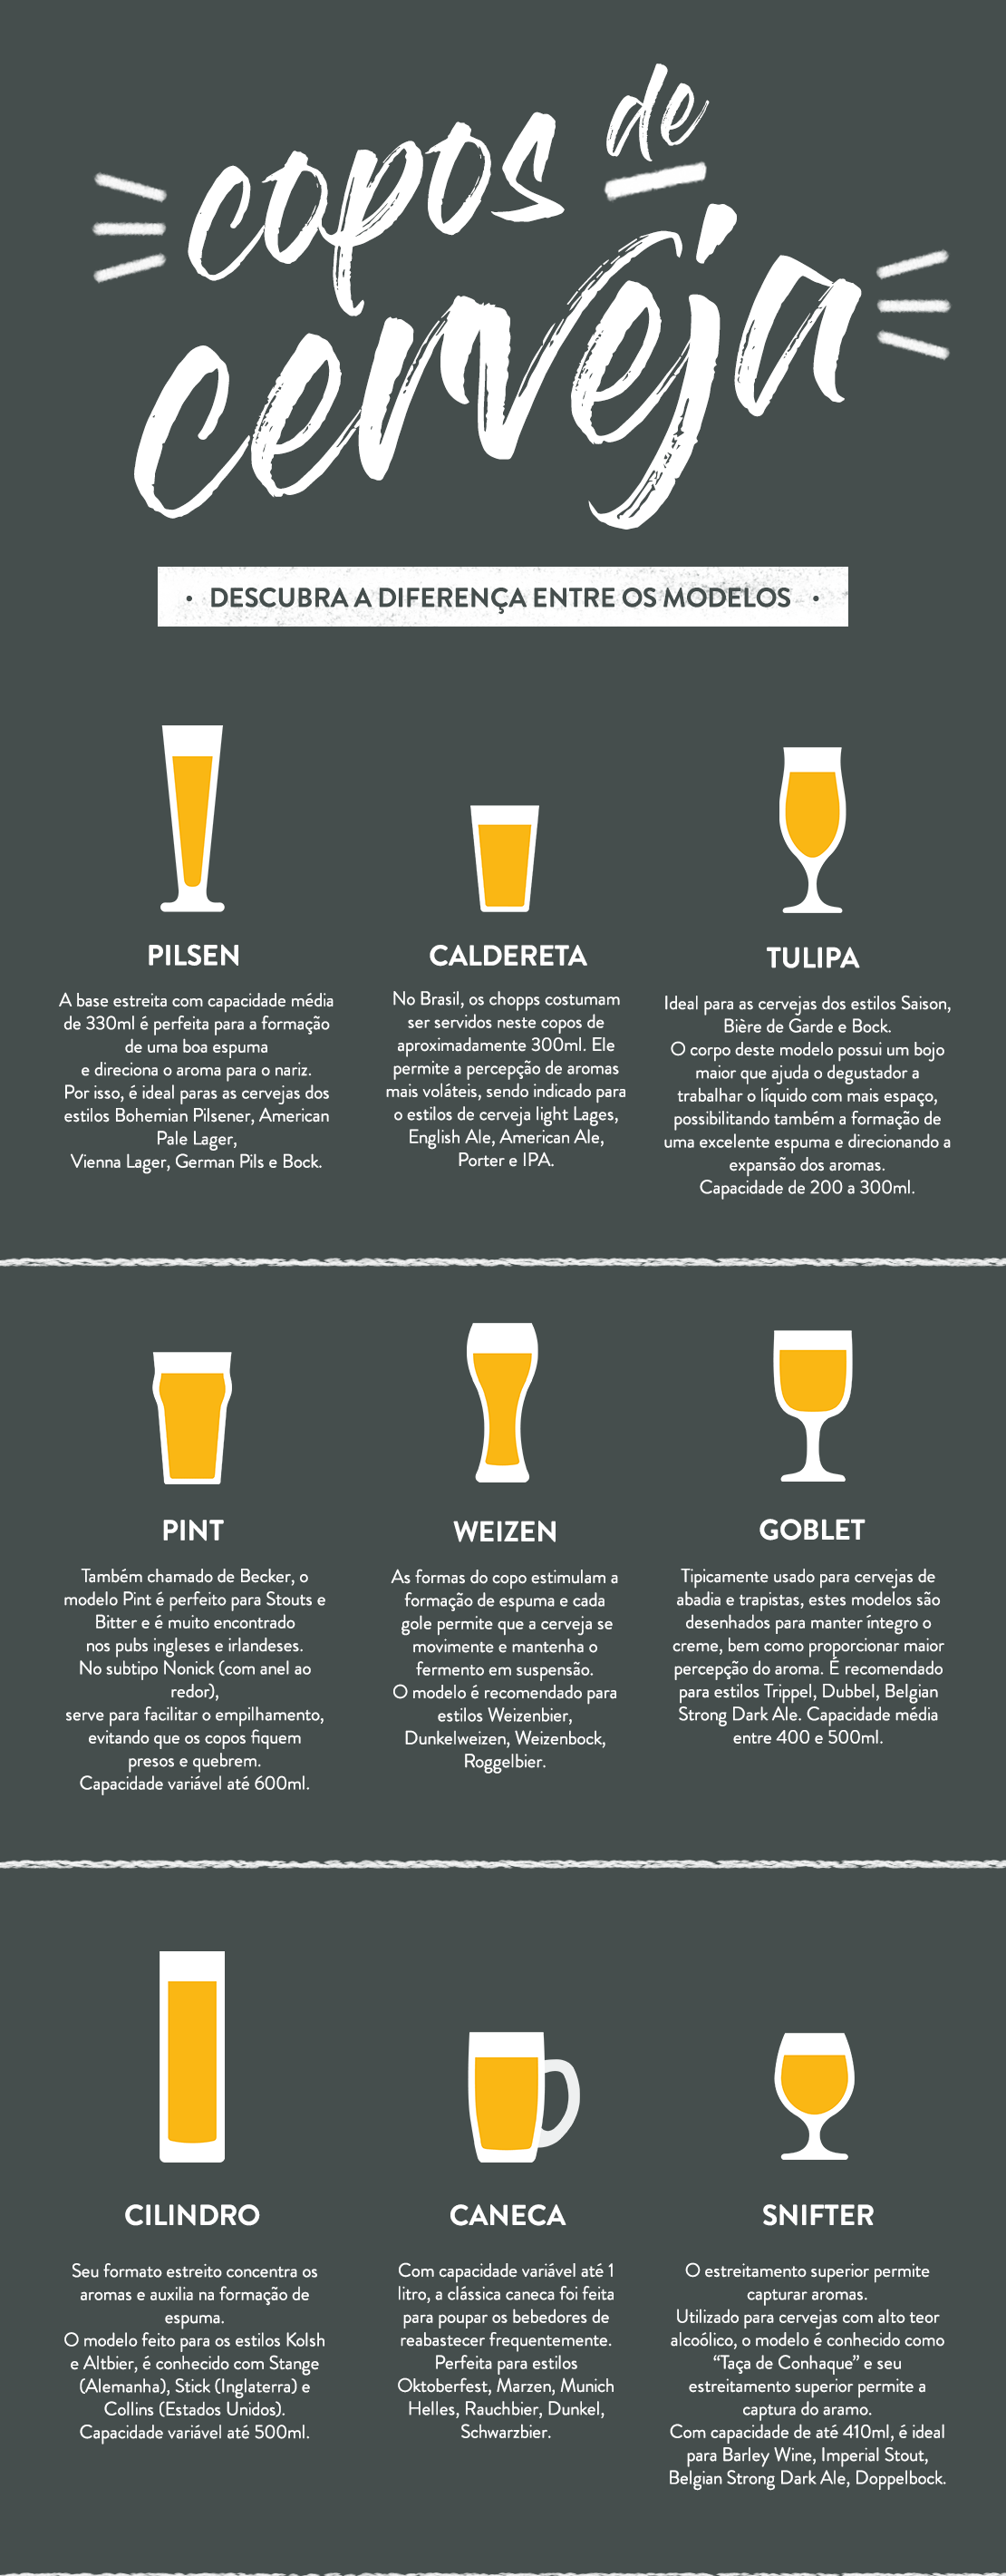 copos de
cerveja
• DESCUBRA A DIFERENÇA ENTRE OS MODELOS •
PILSEN
A base estreita com capacidade média
de 330ml é perfeita para a formação
de uma boa espuma
e direciona o aroma para o nariz.
Por isso, é ideal paras as cervejas dos
estilos Bohemian Pilsener, American
Pale Lager,
Vienna Lager, German Pils e Bock.
CALDERETA
No Brasil, os chopps costumam
ser servidos neste copos de
aproximadamente 300ml. Ele
permite a percepção de aromas
mais voláteis, sendo indicado para
o estilos de cerveja light Lages,
English Ale, American Ale,
Porter e IPA.
TULIPA
Ideal para as cervejas dos estilos Saison,
Bière de Garde e Bock.
O corpo deste modelo possui um bojo
maior que ajuda o degustador a
trabalhar o líquido com mais espaço,
possibilitando também a formação de
uma excelente espuma e direcionando a
expansão dos aromas.
Capacidade de 200 a 300ml.
PINT
Também chamado de Becker, o
modelo Pint é perfeito para Stouts e
Bitter e é muito encontrado
nos pubs ingleses e irlandeses.
No subtipo Nonick (com anel ao
redor),
serve para facilitar o empilhamento,
evitando que os copos fiquem
presos e quebrem.
Capacidade variável até 600ml.
WEIZEN
As formas do copo estimulam a
formação de espuma e cada
gole permite que a cerveja se
movimente e mantenha o
fermento em suspensão.
O modelo é recomendado para
estilos Weizenbier,
Dunkelweizen, Weizenbock,
Roggelbier.
GOBLET
Tipicamente usado para cervejas de
abadia e trapistas, estes modelos são
desenhados para manter íntegro o
creme, bem como proporcionar maior
percepção do aroma. É recomendado
para estilos Trippel, Dubbel, Belgian
Strong Dark Ale. Capacidade média
entre 400 e 500ml.
CILINDRO
Seu formato estreito concentra os
aromas e auxilia na formação de
espuma.
O modelo feito para os estilos Kolsh
e Altbier, é conhecido com Stange
(Alemanha), Stick (Inglaterra) e
Collins (Estados Unidos).
Capacidade variável até 500ml.
CANECA
Com capacidade variável até 1
litro, a clássica caneca foi feita
para poupar os bebedores de
reabastecer frequentemente.
Perfeita para estilos
Oktoberfest, Marzen, Munich
Helles, Rauchbier, Dunkel,
Schwarzbier.
SNIFTER
O estreitamento superior permite
capturar aromas.
Utilizado para cervejas com alto teor
alcoólico, o modelo é conhecido como
“Taça de Conhaque” e seu
estreitamento superior permite a
captura do aramo.
Com capacidade de até 410ml, é ideal
para Barley Wine, Imperial Stout,
Belgian Strong Dark Ale, Doppelbock.